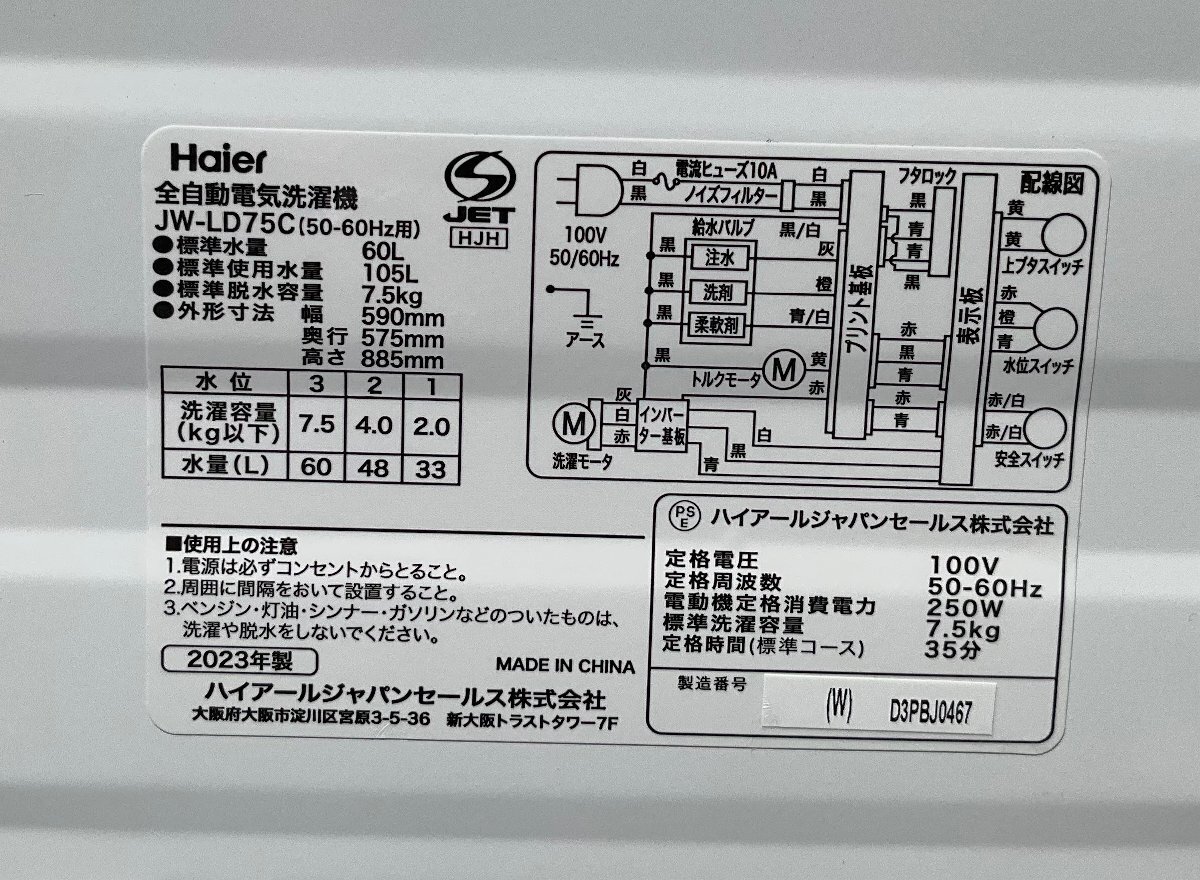 Haier
全自動電気洗濯機
JW-LD75C(50-60Hz用)
●標準水量 60L
●標準使用水量 105L
●標準脱水容量 7.5kg
●外形寸法 幅 590mm
奥行 575mm
高さ 885mm
JET
HJH
水位 3 2 1
洗濯容量(kg以下) 7.5 4.0 2.0
水量(L) 60 48 33
配線図
白 電流ヒューズ10A 白
黒 ノイズフィルター 黒
フタロック
100V
50/60Hz
アース
給水バルブ 黒/白
黒 注水 灰
黒 洗剤 橙
黒 柔軟剤 青/白
黒 トルクモータ M 黄
赤
プリント基板
黒
青
青
黒
赤
黒
青
赤
青
表示板
黄
黄
上ブタスイッチ
赤
橙
青
水位スイッチ
赤/白
赤/白
安全スイッチ
M
洗濯モータ
灰
白
赤
インバーター基板
白
黒
青
■使用上の注意
1.電源は必ずコンセントからとること。
2.周囲に間隔をおいて設置すること。
3.ベンジン・灯油・シンナー・ガソリンなどのついたものは、
洗濯や脱水をしないでください。
2023年製
MADE IN CHINA
ハイアールジャパンセールス株式会社
大阪府大阪市淀川区宮原3-5-36 新大阪トラストタワー7F
PSE ハイアールジャパンセールス株式会社
定格電圧 100V
定格周波数 50-60Hz
電動機定格消費電力 250W
標準洗濯容量 7.5kg
定格時間(標準コース) 35分
製造番号 (W) D3PBJ0467